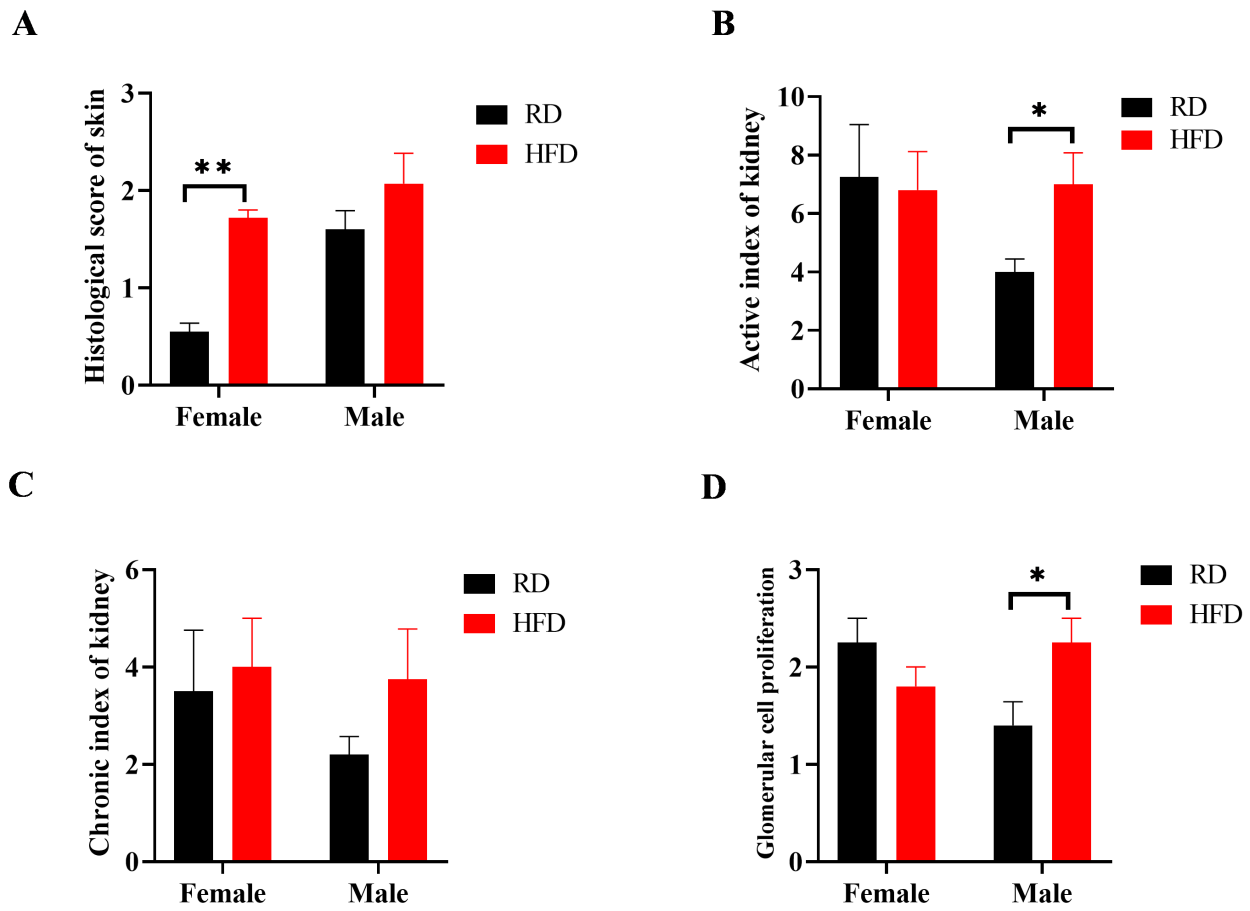 A
Histological score of skin
3
2
1
0
**
RD
HFD
Female
Male
B
Active index of kidney
10
8
6
4
2
0
*
RD
HFD
Female
Male
C
Chronic index of kidney
6
4
2
0
RD
HFD
Female
Male
D
Glomerular cell proliferation
3
2
1
0
*
RD
HFD
Female
Male